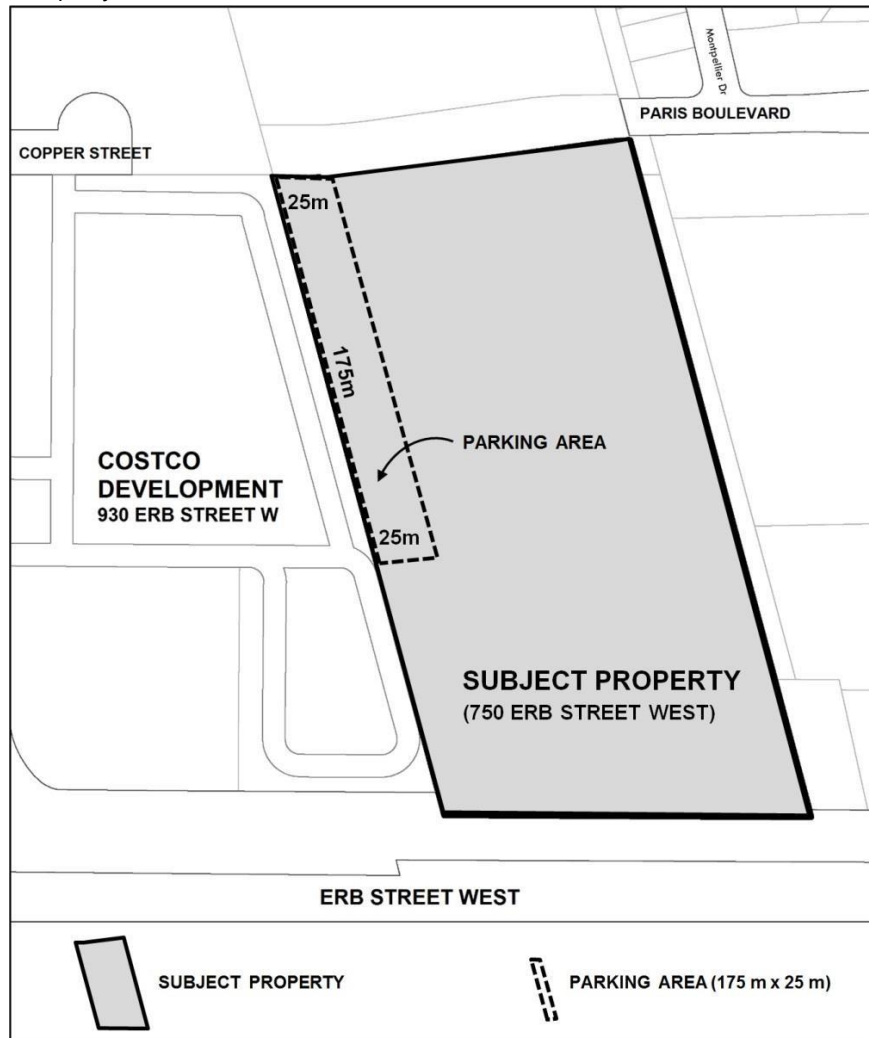 Montpellier Dr
PARIS BOULEVARD
COPPER STREET
25m
175m
PARKING AREA
COSTCO
DEVELOPMENT
930 ERB STREET W
25m
SUBJECT PROPERTY
(750 ERB STREET WEST)
ERB STREET WEST
SUBJECT PROPERTY
PARKING AREA (175 m x 25 m)